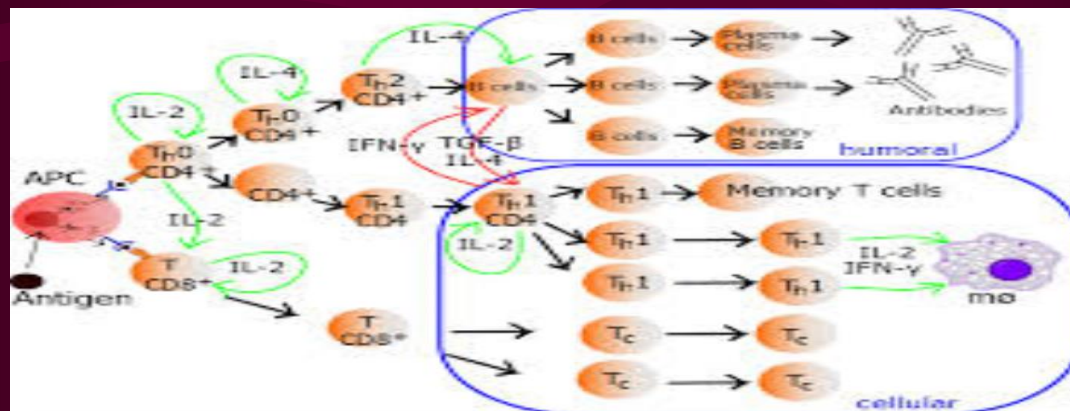 IL-4
B cells
Plasma cells
IL-4
Th2
CD4+
B cells
B cells
Plasma cells
Antibodies
IL-2
Th0
CD4+
B cells
Memory B cells
humoral
IFN-γ
TGF-β
IL-4
APC
Th0
CD4+
CD4+
Th1
CD4
Th1
CD4
Th1
Memory T cells
IL-2
IL-2
Th1
Th1
IL-2
IFN-γ
T
CD8+
IL-2
Antigen
Th1
Th1
mø
T
CD8+
Tc
Tc
Tc
Tc
cellular